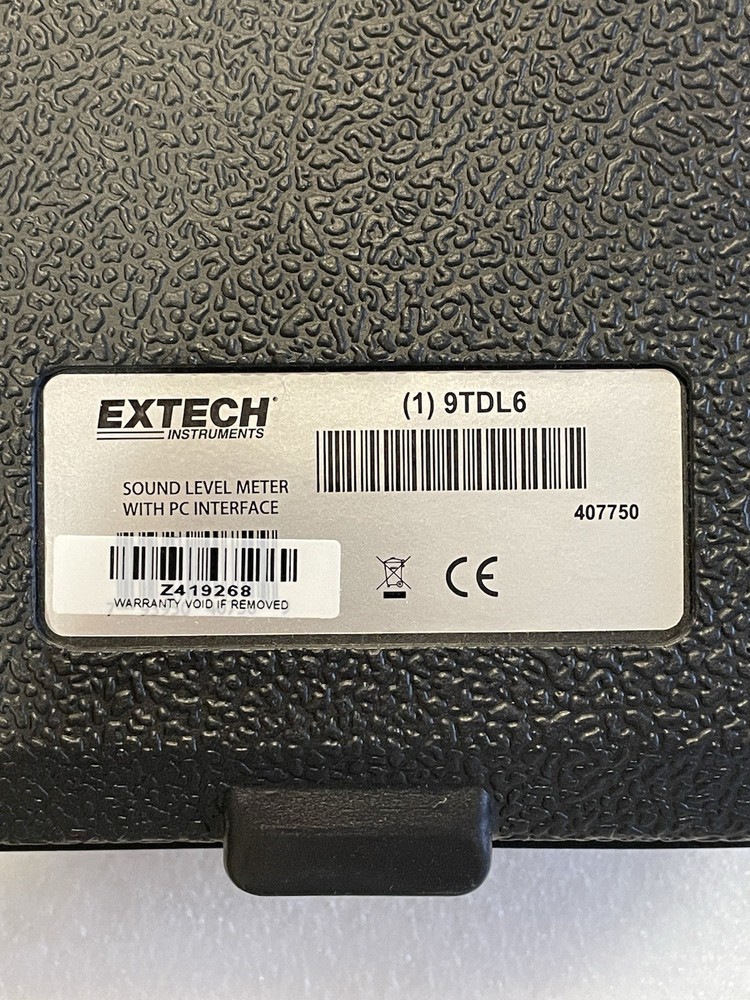 EXTECH®
INSTRUMENTS
(1) 9TDL6
SOUND LEVEL METER
WITH PC INTERFACE
407750
Z419268
WARRANTY VOID IF REMOVED
CE